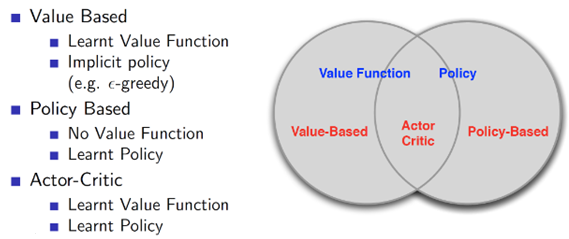 Value Based
Learnt Value Function
Implicit policy
(e.g. ϵ-greedy)
Policy Based
No Value Function
Learnt Policy
Actor-Critic
Learnt Value Function
Learnt Policy
Value Function
Policy
Value-Based
Actor
Critic
Policy-Based